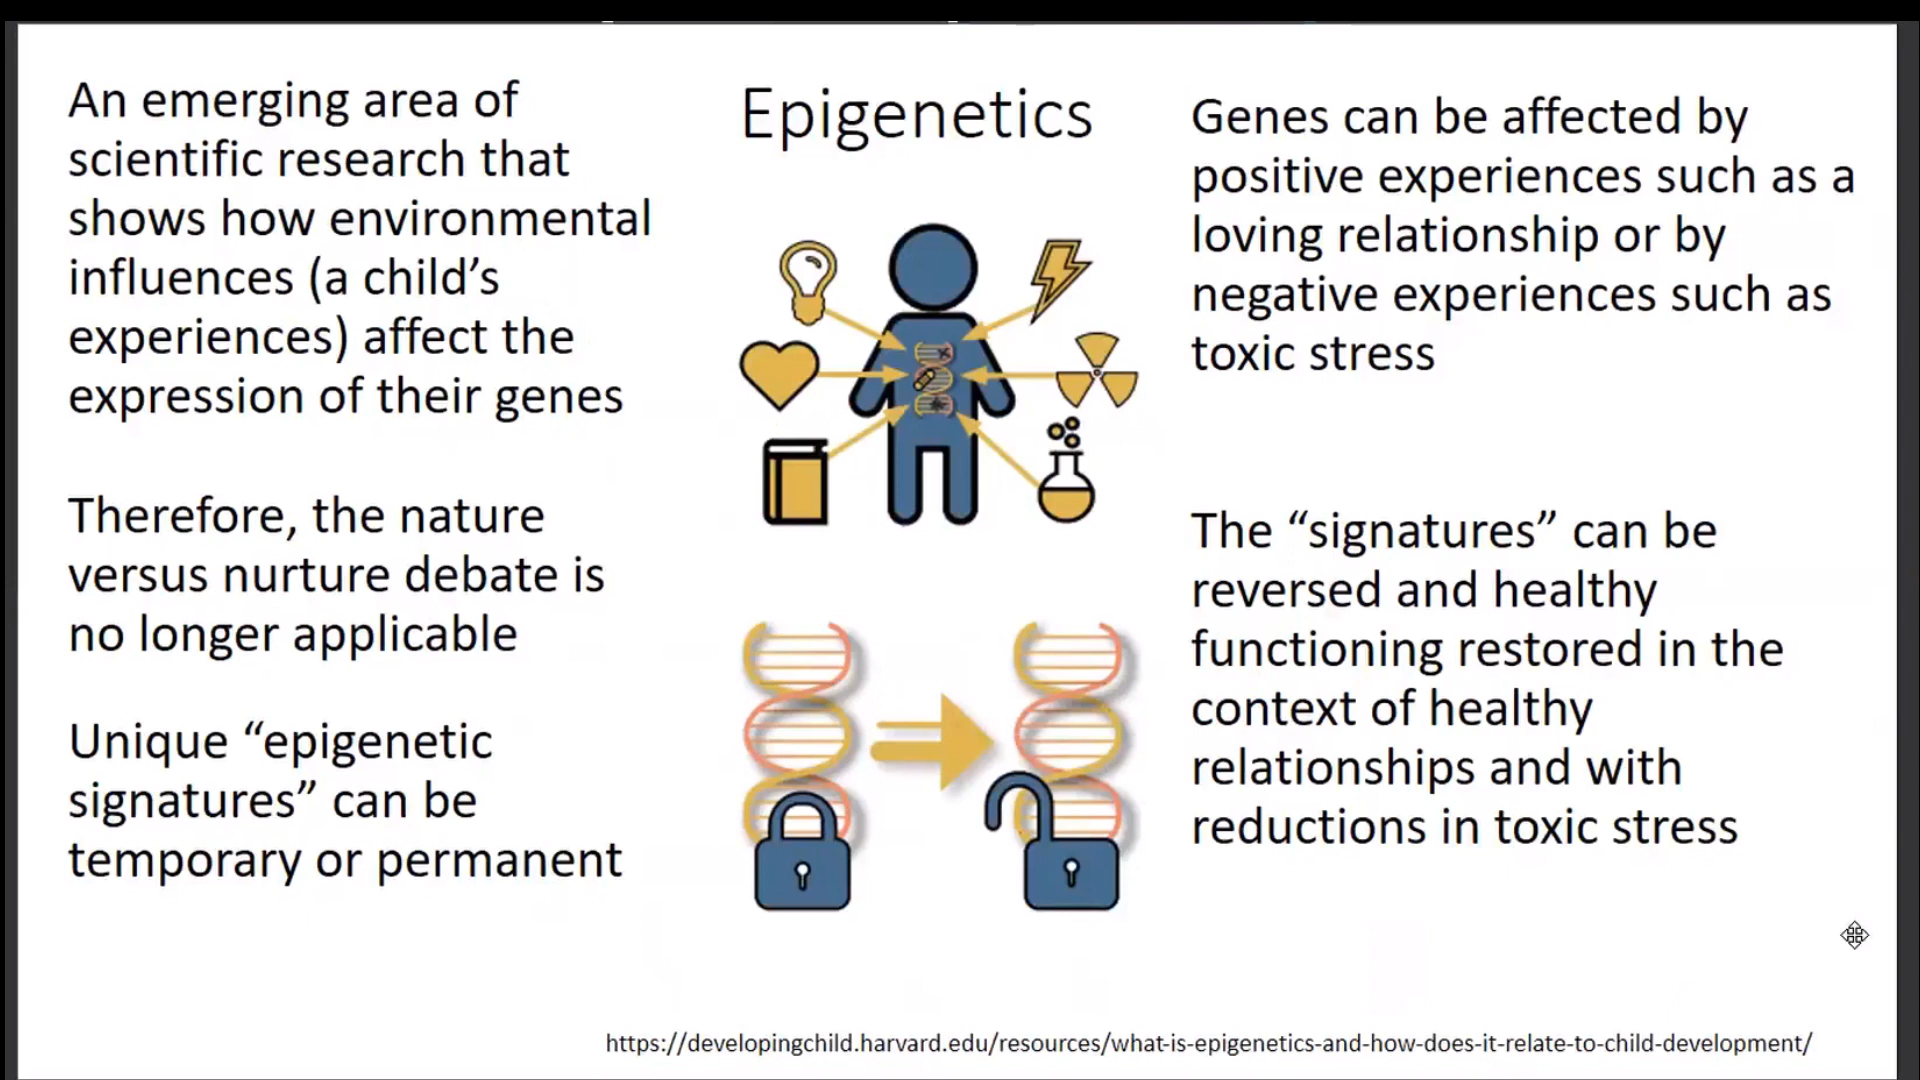 An emerging area of
scientific research that
shows how environmental
influences (a child’s
experiences) affect the
expression of their genes
Therefore, the nature
versus nurture debate is
no longer applicable
Unique “epigenetic
signatures” can be
temporary or permanent
Epigenetics
Genes can be affected by
positive experiences such as a
loving relationship or by
negative experiences such as
toxic stress
The “signatures” can be
reversed and healthy
functioning restored in the
context of healthy
relationships and with
reductions in toxic stress
https://developingchild.harvard.edu/resources/what-is-epigenetics-and-how-does-it-relate-to-child-development/